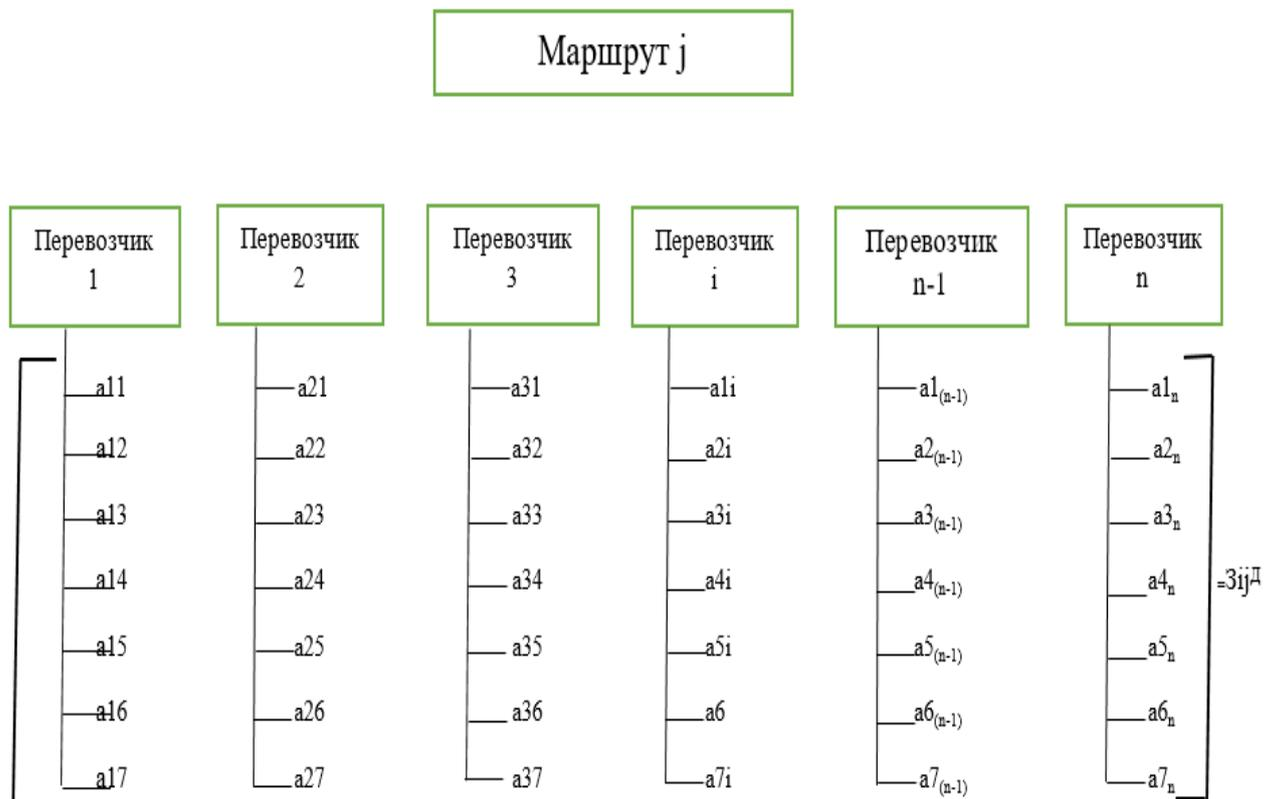 Маршрут j
Перевозчик
1
Перевозчик
2
Перевозчик
3
Перевозчик
i
Перевозчик
n-1
Перевозчик
n
a11
a12
a13
a14
a15
a16
a17
a21
a22
a23
a24
a25
a26
a27
a31
a32
a33
a34
a35
a36
a37
a1i
a2i
a3i
a4i
a5i
a6
a7i
a1(n-1)
a2(n-1)
a3(n-1)
a4(n-1)
a5(n-1)
a6(n-1)
a7(n-1)
a1n
a2n
a3n
a4n
a5n
a6n
a7n
=Зijд